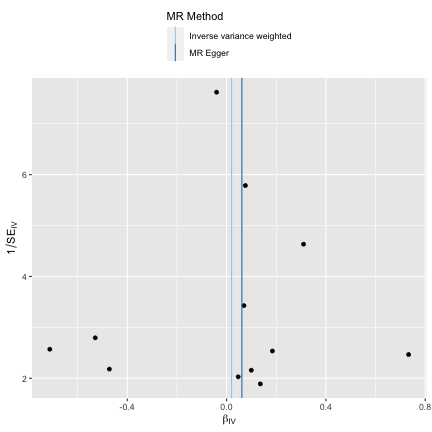 MR Method
Inverse variance weighted
MR Egger
6
4
2
1/SE_IV
-0.4
0.0
0.4
0.8
β_IV